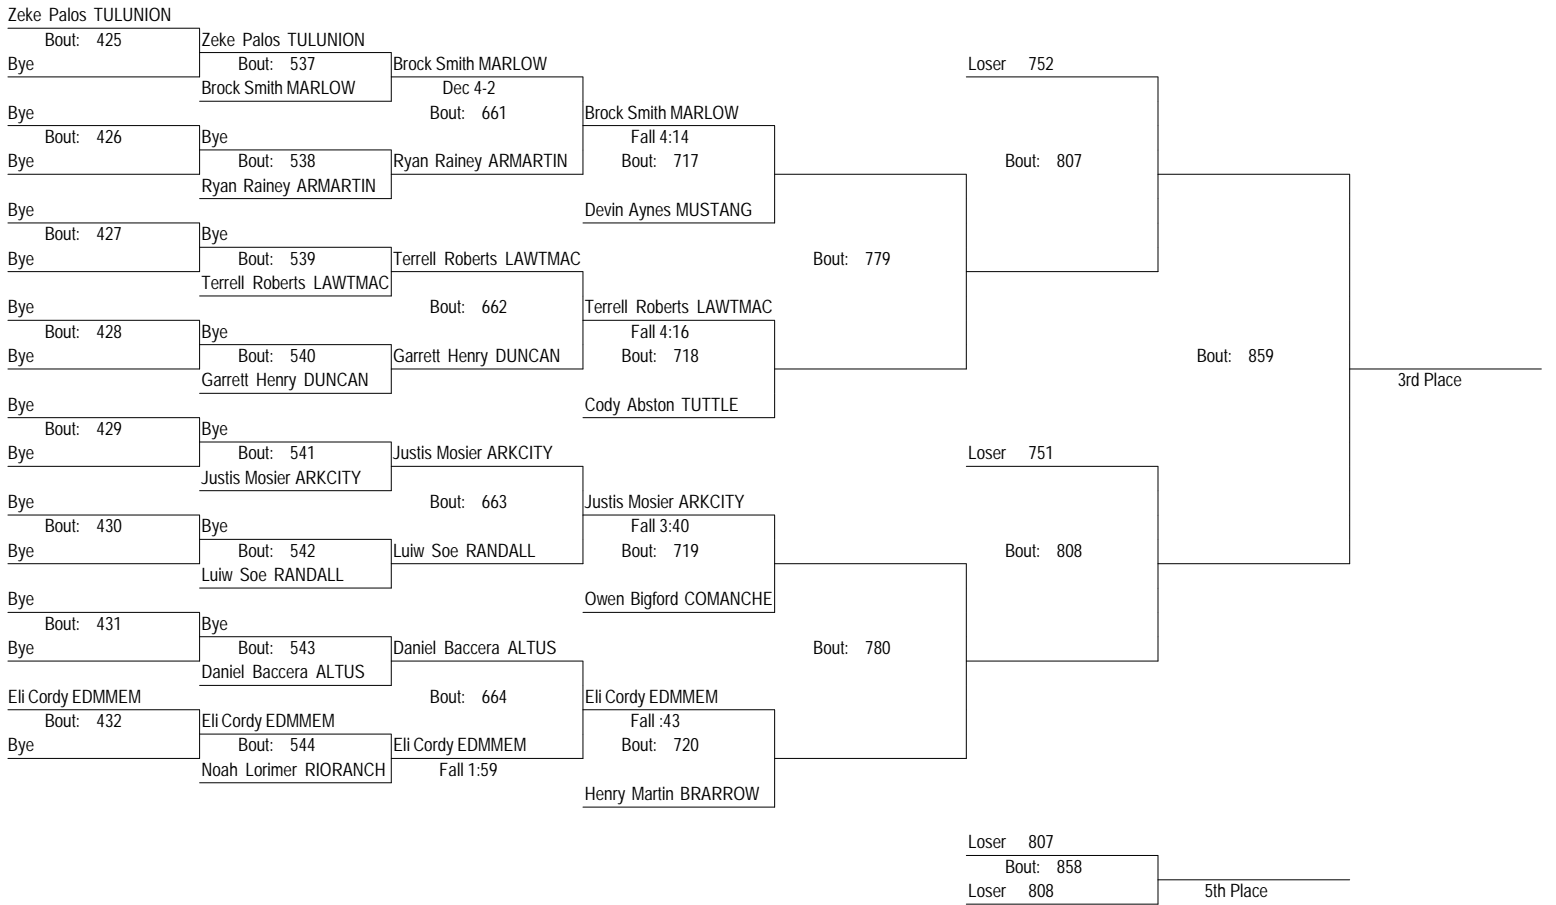 Zeke Palos TULUNION
Bout: 425
Bye
Zeke Palos TULUNION
Bout: 537
Brock Smith MARLOW
Brock Smith MARLOW
Dec 4-2
Bout: 661
Bye
Bout: 426
Bye
Bye
Bout: 538
Ryan Rainey ARMARTIN
Ryan Rainey ARMARTIN
Brock Smith MARLOW
Fall 4:14
Bout: 717
Devin Aynes MUSTANG
Bye
Bout: 427
Bye
Bye
Bout: 539
Terrell Roberts LAWTMAC
Terrell Roberts LAWTMAC
Bout: 662
Bye
Bout: 428
Bye
Bye
Bout: 540
Garrett Henry DUNCAN
Garrett Henry DUNCAN
Terrell Roberts LAWTMAC
Fall 4:16
Bout: 718
Cody Abston TUTTLE
Bout: 779
Loser 752
Bout: 807
Bye
Bout: 429
Bye
Bye
Bout: 541
Justis Mosier ARKCITY
Justis Mosier ARKCITY
Bout: 663
Bye
Bout: 430
Bye
Bye
Bout: 542
Luiw Soe RANDALL
Luiw Soe RANDALL
Justis Mosier ARKCITY
Fall 3:40
Bout: 719
Owen Bigford COMANCHE
Bye
Bout: 431
Bye
Bye
Bout: 543
Daniel Baccera ALTUS
Daniel Baccera ALTUS
Bout: 664
Eli Cordy EDMMEM
Bout: 432
Bye
Eli Cordy EDMMEM
Bout: 544
Noah Lorimer RIORANCH
Eli Cordy EDMMEM
Fall 1:59
Eli Cordy EDMMEM
Fall :43
Bout: 720
Henry Martin BRARROW
Bout: 780
Loser 751
Bout: 808
Bout: 859
3rd Place
Loser 807
Bout: 858
Loser 808
5th Place